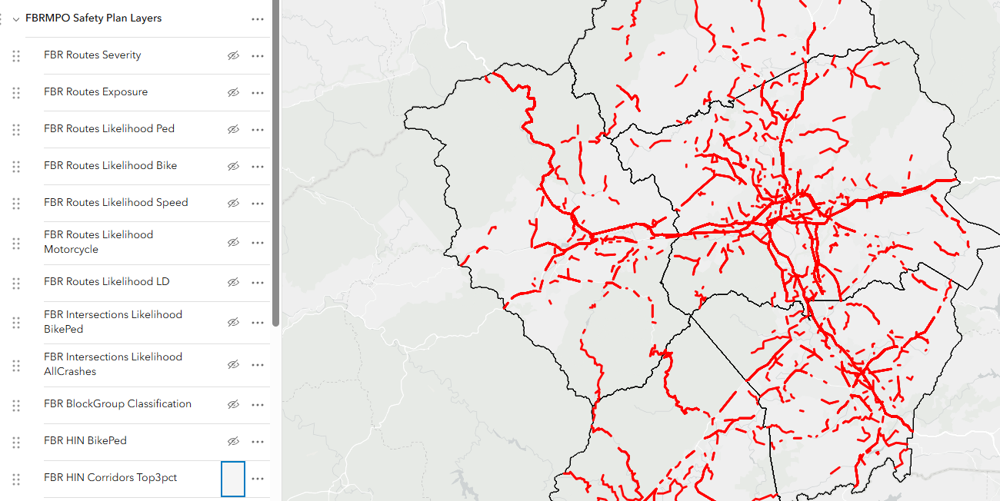 FBRMPO Safety Plan Layers
FBR Routes Severity
FBR Routes Exposure
FBR Routes Likelihood Ped
FBR Routes Likelihood Bike
FBR Routes Likelihood Speed
FBR Routes Likelihood
Motorcycle
FBR Routes Likelihood LD
FBR Intersections Likelihood
BikePed
FBR Intersections Likelihood
AllCrashes
FBR BlockGroup Classification
FBR HIN BikePed
FBR HIN Corridors Top3pct